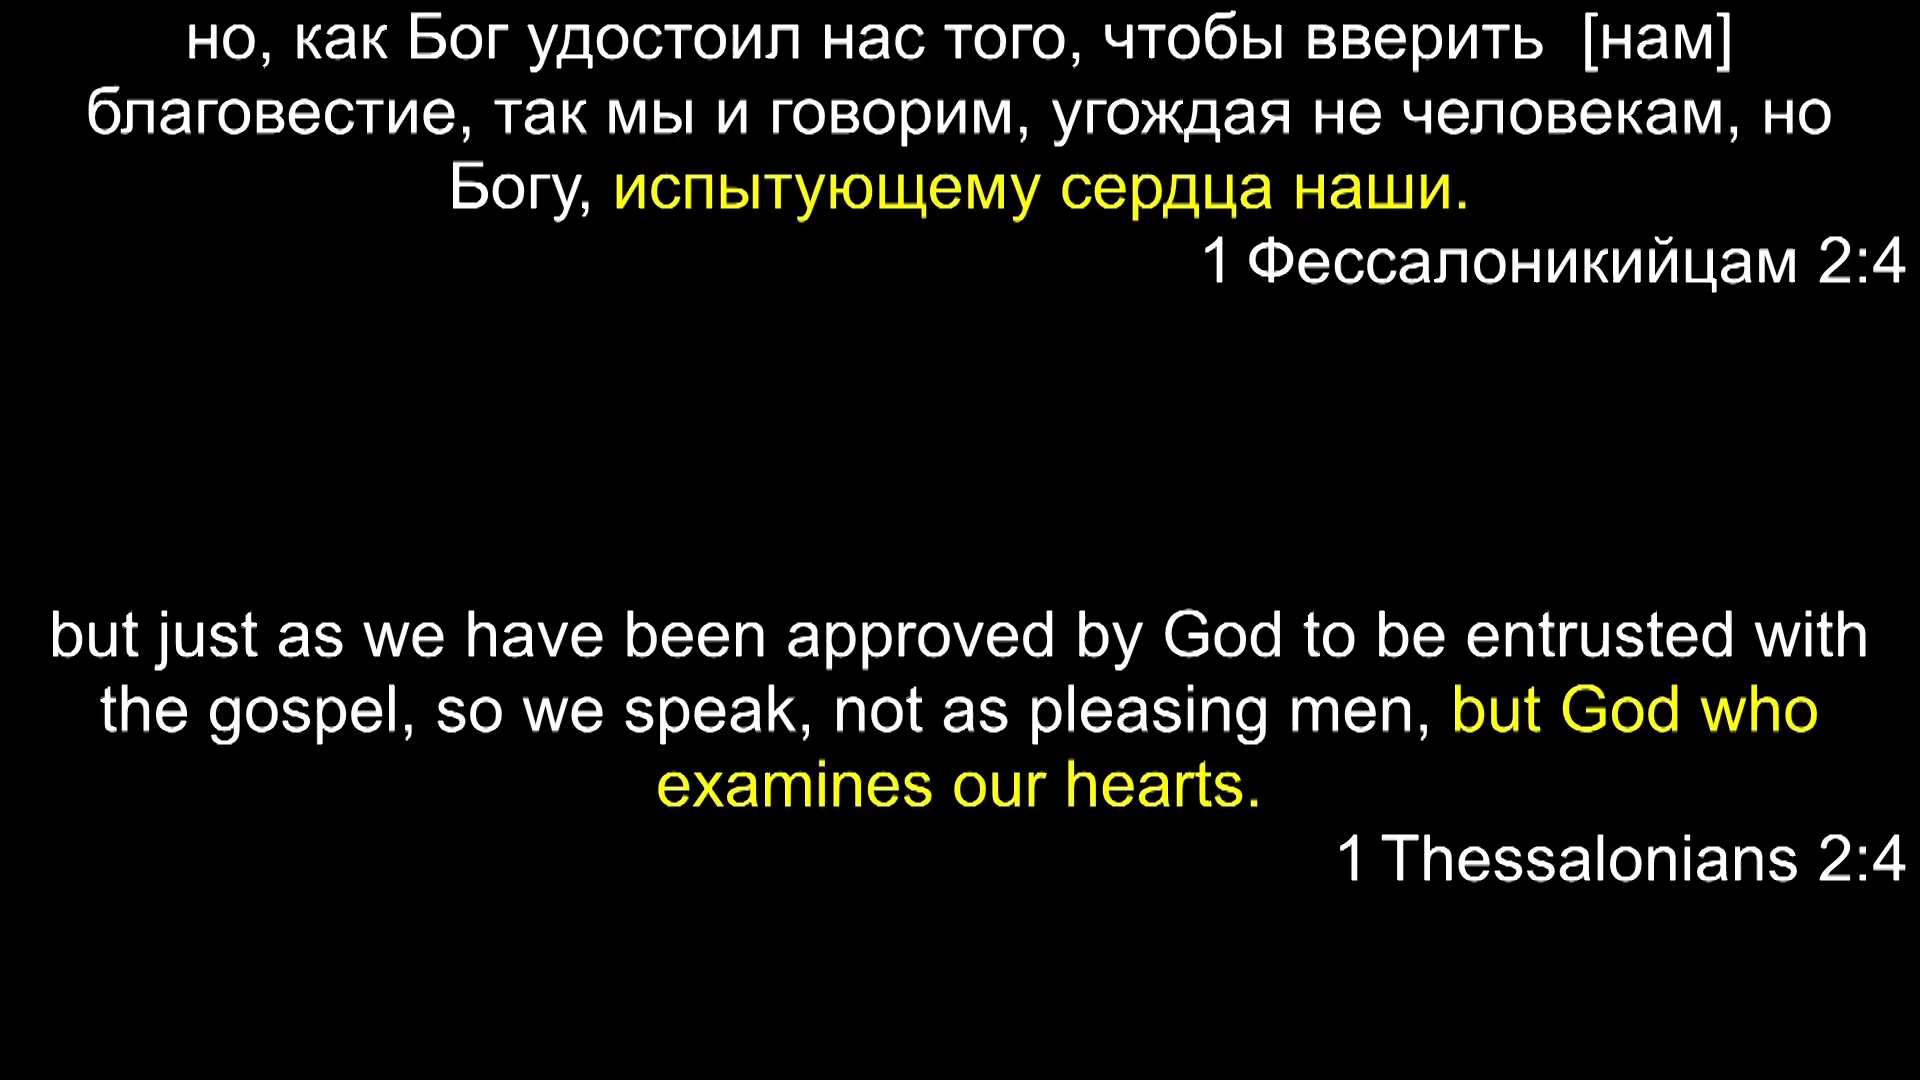 но, как Бог удостоил нас того, чтобы вверить  [нам]
благовестие, так мы и говорим, угождая не человекам, но
Богу, испытующему сердца наши.
1 Фессалоникийцам 2:4
but just as we have been approved by God to be entrusted with
the gospel, so we speak, not as pleasing men, but God who
examines our hearts.
1 Thessalonians 2:4